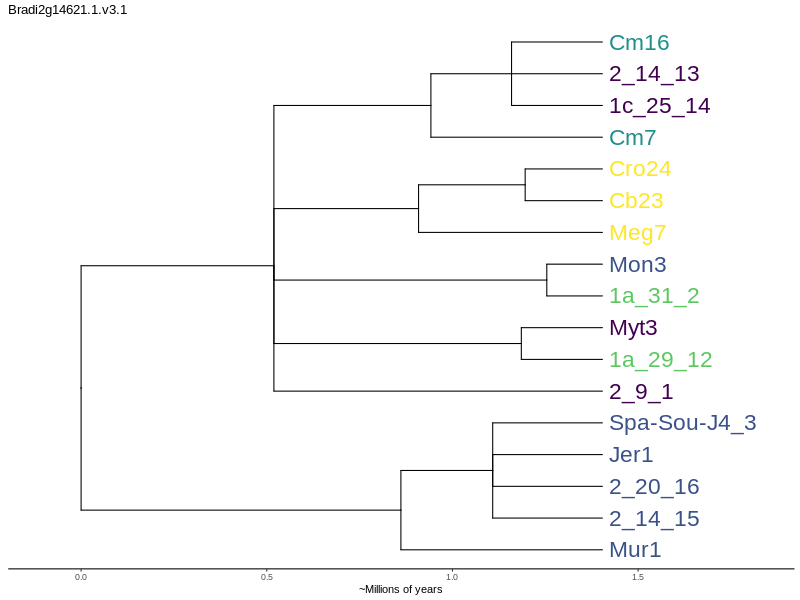 Bradi2g14621.1.v3.1
Cm16
2_14_13
1c_25_14
Cm7
Cro24
Cb23
Meg7
Mon3
1a_31_2
Myt3
1a_29_12
2_9_1
Spa-Sou-J4_3
Jer1
2_20_16
2_14_15
Mur1
0.0 0.5 1.0 1.5
~Millions of years